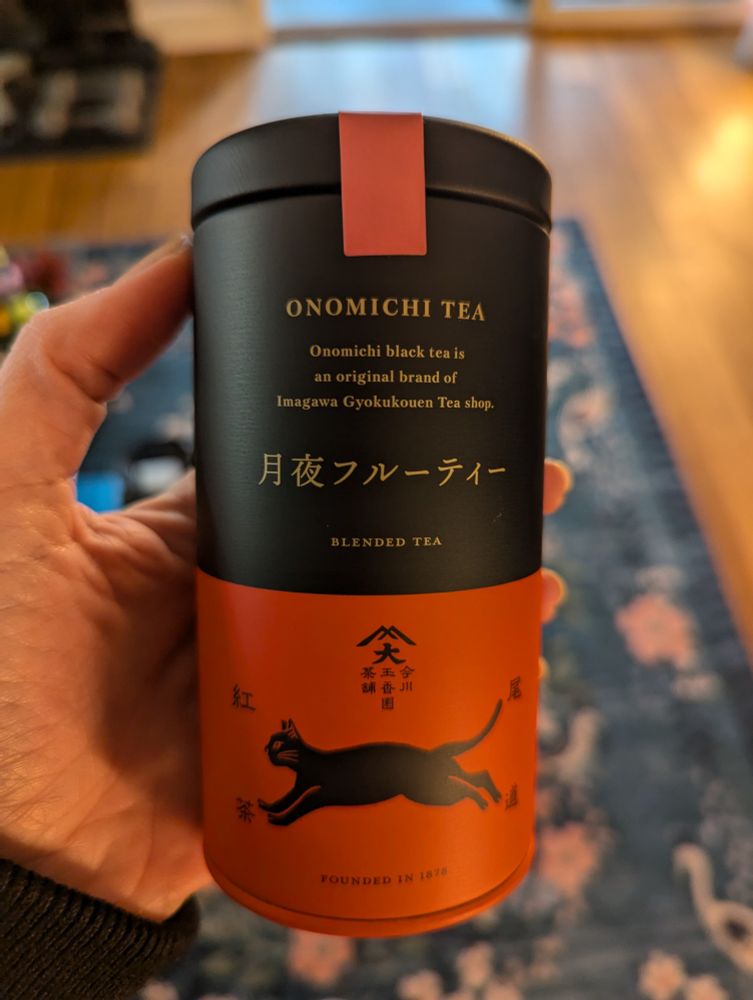 ONOMICHI TEA
Onomichi black tea is
an original brand of
Imagawa Gyokukouen Tea shop.
月夜フルーティー
BLENDED TEA
大
今川
玉香園
茶舗
尾道
紅茶
FOUNDED IN 1878